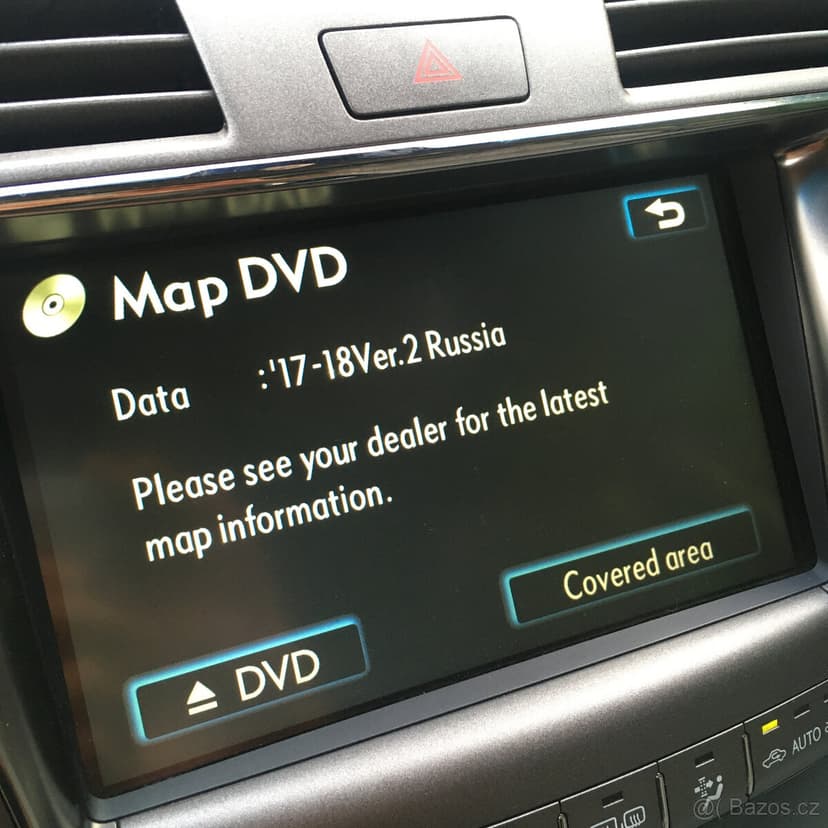 Map DVD
Data :'17-18Ver.2 Russia
Please see your dealer for the latest
map information.
Covered area
DVD
AUTO
Bazos.cz